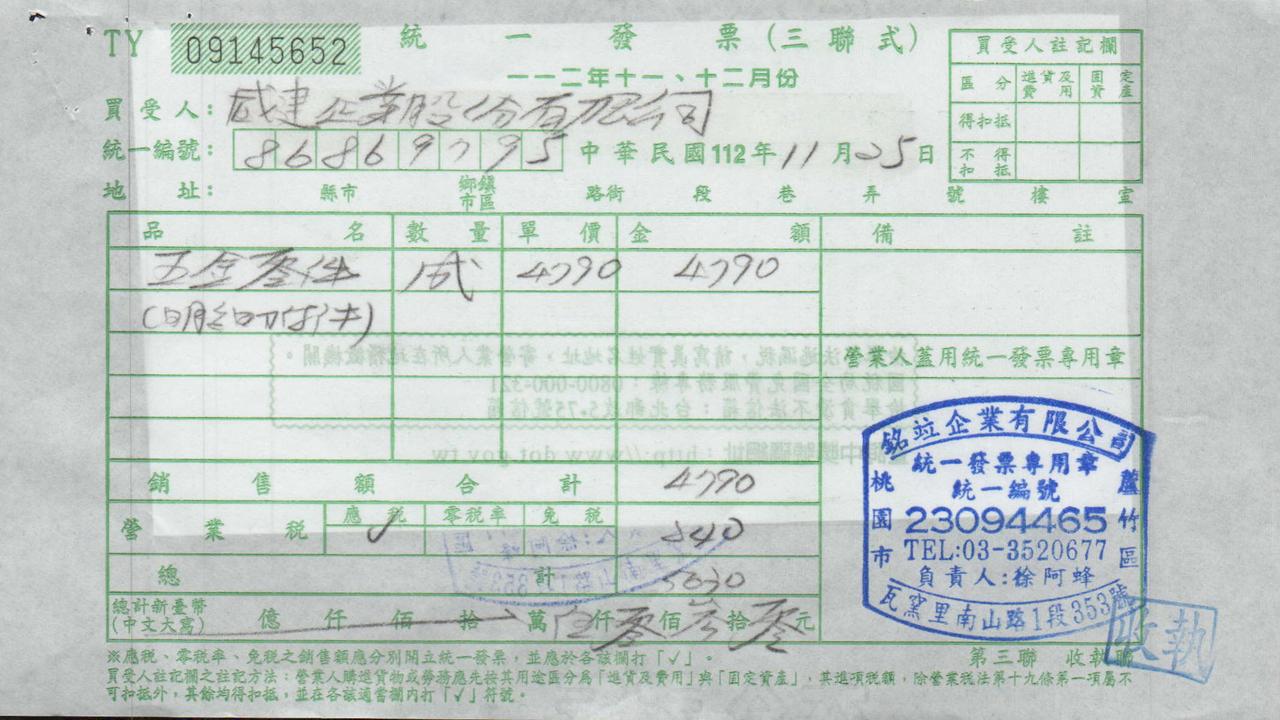 TY 09145652 統一發票(三聯式)
一一二年十一、十二月份
買受人註記欄
區分 進貨及費用 固定資產
得扣抵
不得扣抵
買受人: 威建企業股份有限公司
統一編號: 86869795 中華民國112年11月25日
地址: 縣市 鄉鎮市區 路街 段 巷 弄 號 樓 室
品名 數量 單價 金額 備註
五金零件 1式 4790 4790
(明細如附件)
營業人蓋用統一發票專用章
銷售額合計 4790
營業稅 應稅 零稅率 免稅 240
總計 5030
總計新臺幣(中文大寫) 億仟佰拾萬伍仟零佰參拾零元
銘竝企業有限公司
統一發票專用章
統一編號
23094465
TEL:03-3520677
負責人:徐阿蜂
桃園市
蘆竹區
瓦窯里南山路1段353號
收執
第三聯 收執聯
※應稅、零稅率、免稅之銷售額應分別開立統一發票,並應於各該欄打「√」。
買受人註記欄之註記方法:營業人購進貨物或勞務應先按其用途區分為「進貨及費用」與「固定資產」,其進項稅額,除營業稅法第十九條第一項屬不
可扣抵外,其餘均得扣抵,並在各該適當欄內打「√」符號。